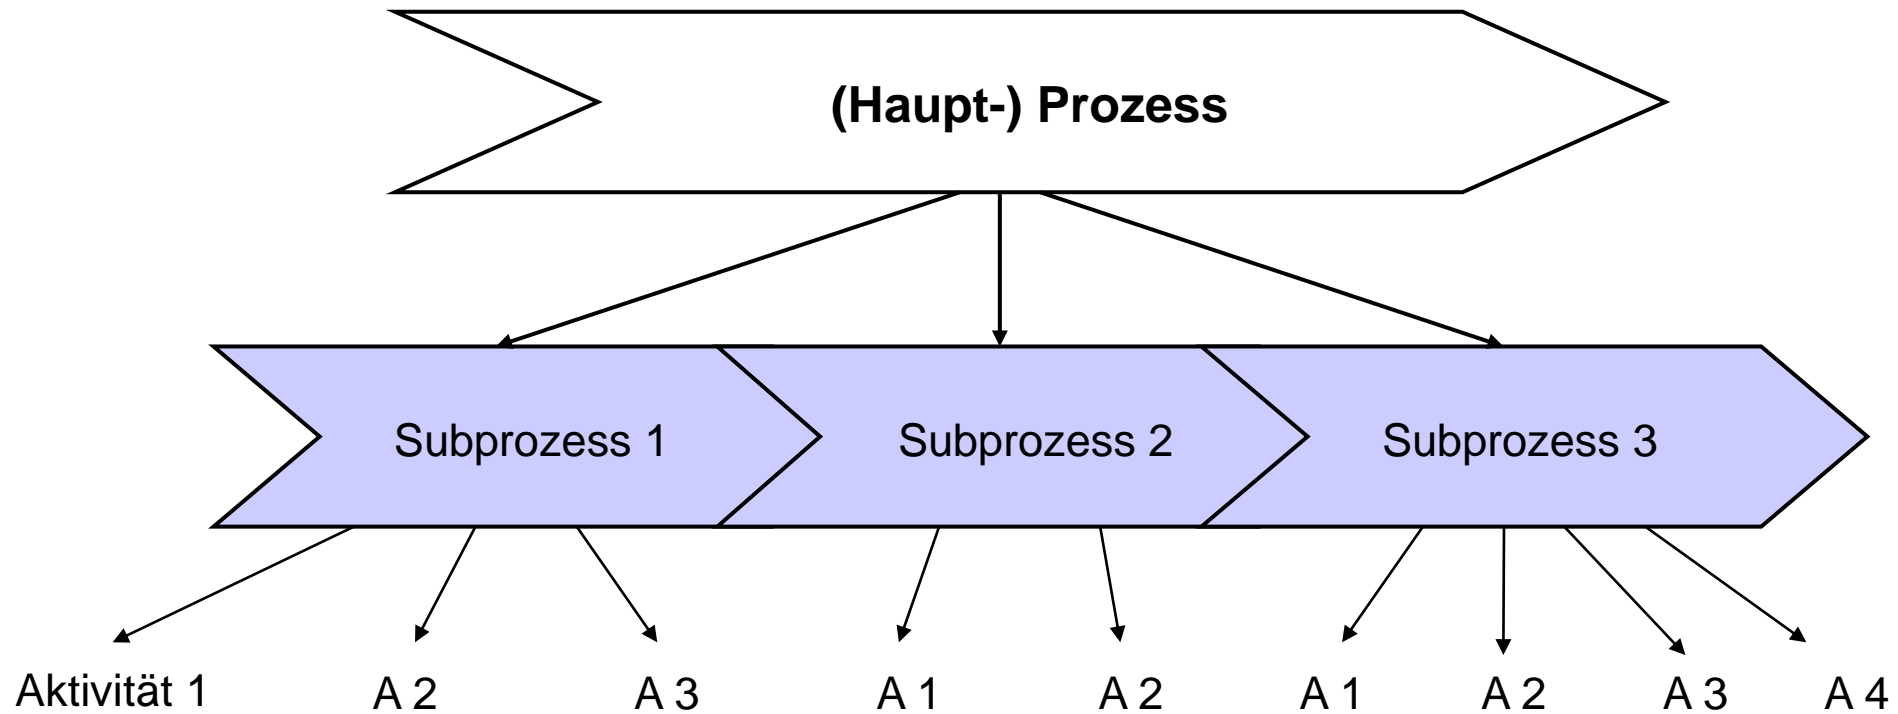 (Haupt-) Prozess
Subprozess 1 Subprozess 2 Subprozess 3
Aktivität 1 A 2 A 3 A 1 A 2 A 1 A 2 A 3 A 4